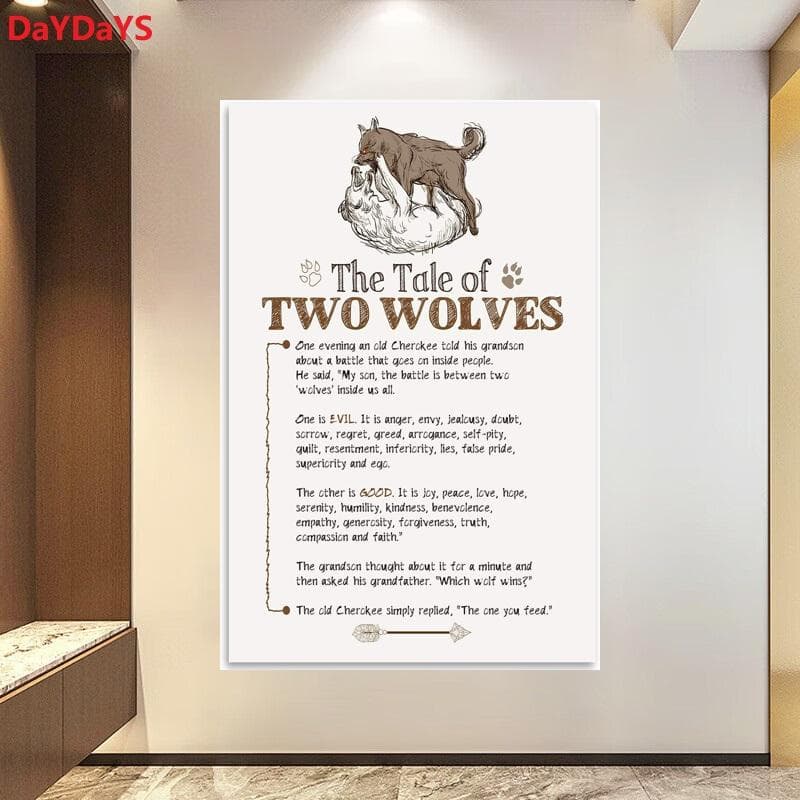 DaYDaYS
The Tale of
TWO WOLVES
One evening an old Cherokee told his grandson
about a battle that goes on inside people.
He said, "My son, the battle is between two
'wolves' inside us all.
One is EVIL. It is anger, envy, jealousy, doubt,
sorrow, regret, greed, arrogance, self-pity,
guilt, resentment, inferiority, lies, false pride,
superiority and ego.
The other is GOOD. It is joy, peace, love, hope,
serenity, humility, kindness, benevolence,
empathy, generosity, forgiveness, truth,
compassion and faith."
The grandson thought about it for a minute and
then asked his grandfather. "Which wolf wins?"
The old Cherokee simply replied, "The one you feed."